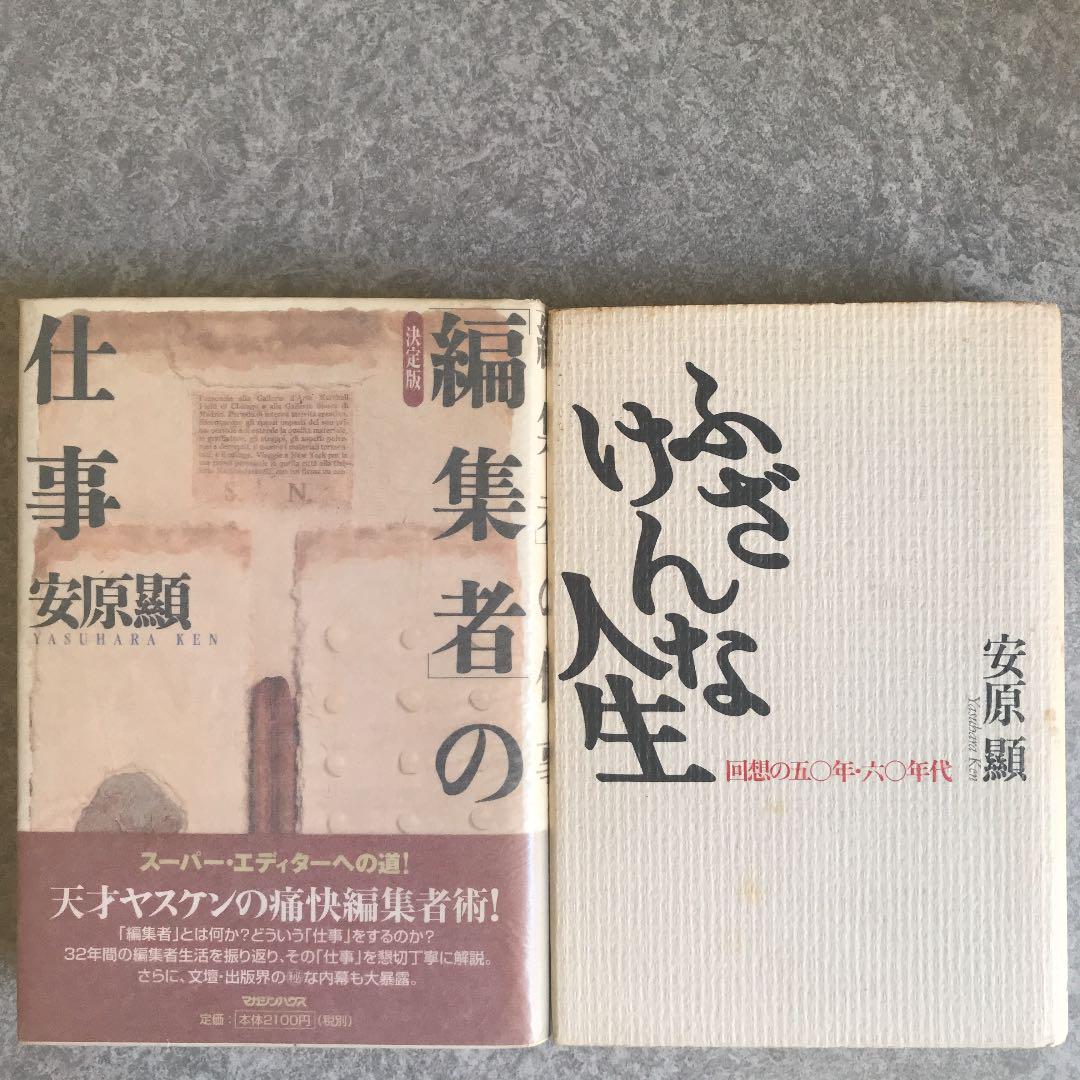 決定版
「編集者」の
仕事
安原顯
YASUHARA KEN
S. N.
スーパー・エディターへの道!
天才ヤスケンの痛快編集者術!
「編集者」とは何か?どういう「仕事」をするのか?
32年間の編集者生活を振り返り、その「仕事」を懇切丁寧に解説。
さらに、文壇・出版界の㊙な内幕も大暴露。
マガジンハウス
定価:本体2100円(税別)
ふざ
けんな
人生
回想の五〇年・六〇年代
安原 顯
Yasuhara Ken